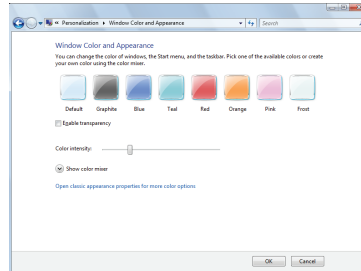 « Personalization ▸ Window Color and Appearance
Search
Window Color and Appearance
You can change the color of windows, the Start menu, and the taskbar. Pick one of the available colors or create
your own color using the color mixer.
Default Graphite Blue Teal Red Orange Pink Frost
Enable transparency
Color intensity:
Show color mixer
Open classic appearance properties for more color options
OK Cancel